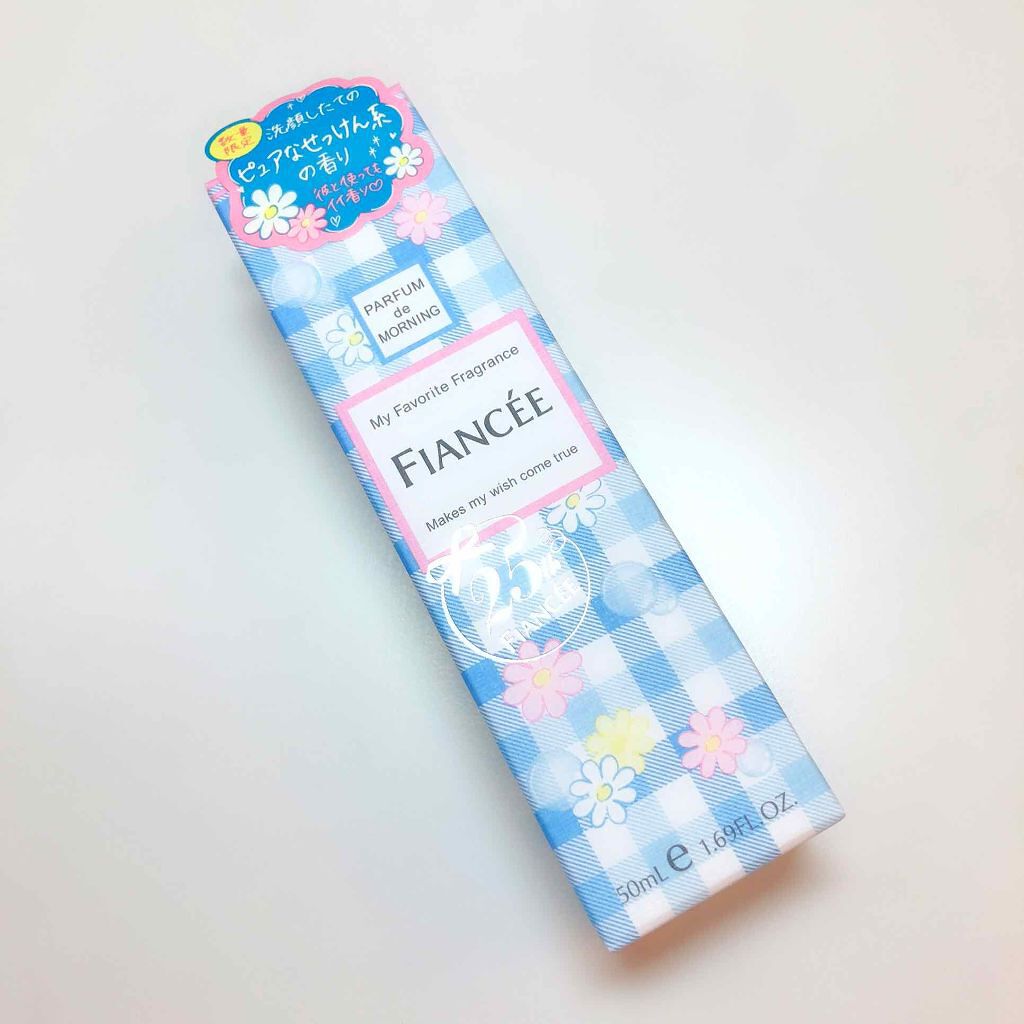 数量
限定
洗顔したての
ピュアなせっけん系
の香り
彼と使っても
イイ香り♡
PARFUM
de
MORNING
My Favorite Fragrance
FIANCÉE
Makes my wish come true
25
FIANCÉE
50mL e 1.69FL.OZ.